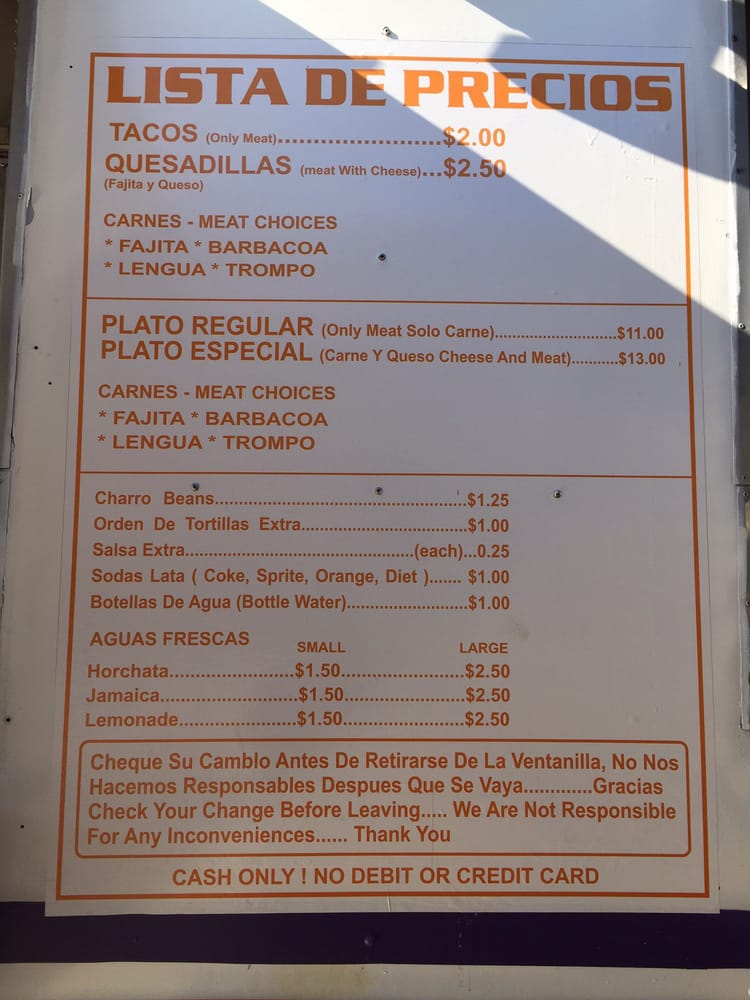 LISTA DE PRECIOS
TACOS (Only Meat)........................$2.00
QUESADILLAS (meat With Cheese)...$2.50
(Fajita y Queso)
CARNES - MEAT CHOICES
* FAJITA * BARBACOA
* LENGUA * TROMPO
PLATO REGULAR (Only Meat Solo Carne).............................$11.00
PLATO ESPECIAL (Carne Y Queso Cheese And Meat)...........$13.00
CARNES - MEAT CHOICES
* FAJITA * BARBACOA
* LENGUA * TROMPO
Charro Beans....................................................$1.25
Orden De Tortillas Extra..................................$1.00
Salsa Extra...............................................(each)...0.25
Sodas Lata ( Coke, Sprite, Orange, Diet )....... $1.00
Botellas De Agua (Bottle Water).........................$1.00
AGUAS FRESCAS SMALL LARGE
Horchata.........................$1.50.........................$2.50
Jamaica...........................$1.50.........................$2.50
Lemonade.......................$1.50.........................$2.50
Cheque Su Camblo Antes De Retirarse De La Ventanilla, No Nos
Hacemos Responsables Despues Que Se Vaya.............Gracias
Check Your Change Before Leaving..... We Are Not Responsible
For Any Inconveniences...... Thank You
CASH ONLY ! NO DEBIT OR CREDIT CARD